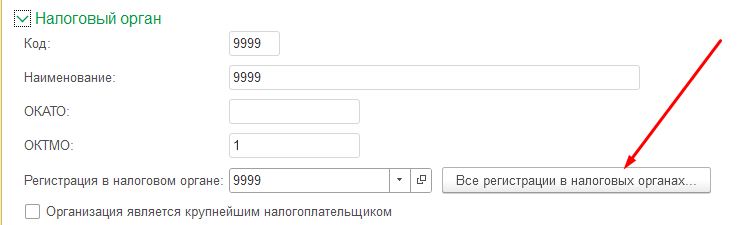 Налоговый орган
Код: 9999
Наименование: 9999
ОКАТО:
ОКТМО: 1
Регистрация в налоговом органе: 9999 Все регистрации в налоговых органах...
Организация является крупнейшим налогоплательщиком